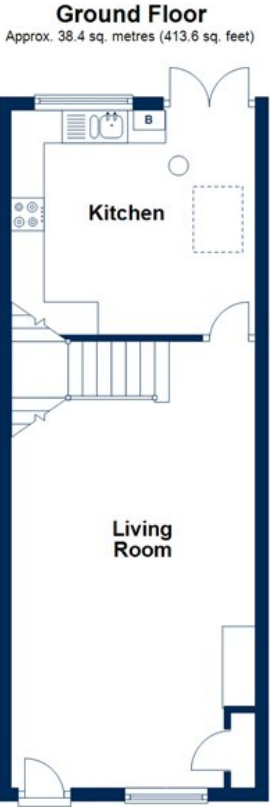 Ground Floor
Approx. 38.4 sq. metres (413.6 sq. feet)
B
Kitchen
Living
Room